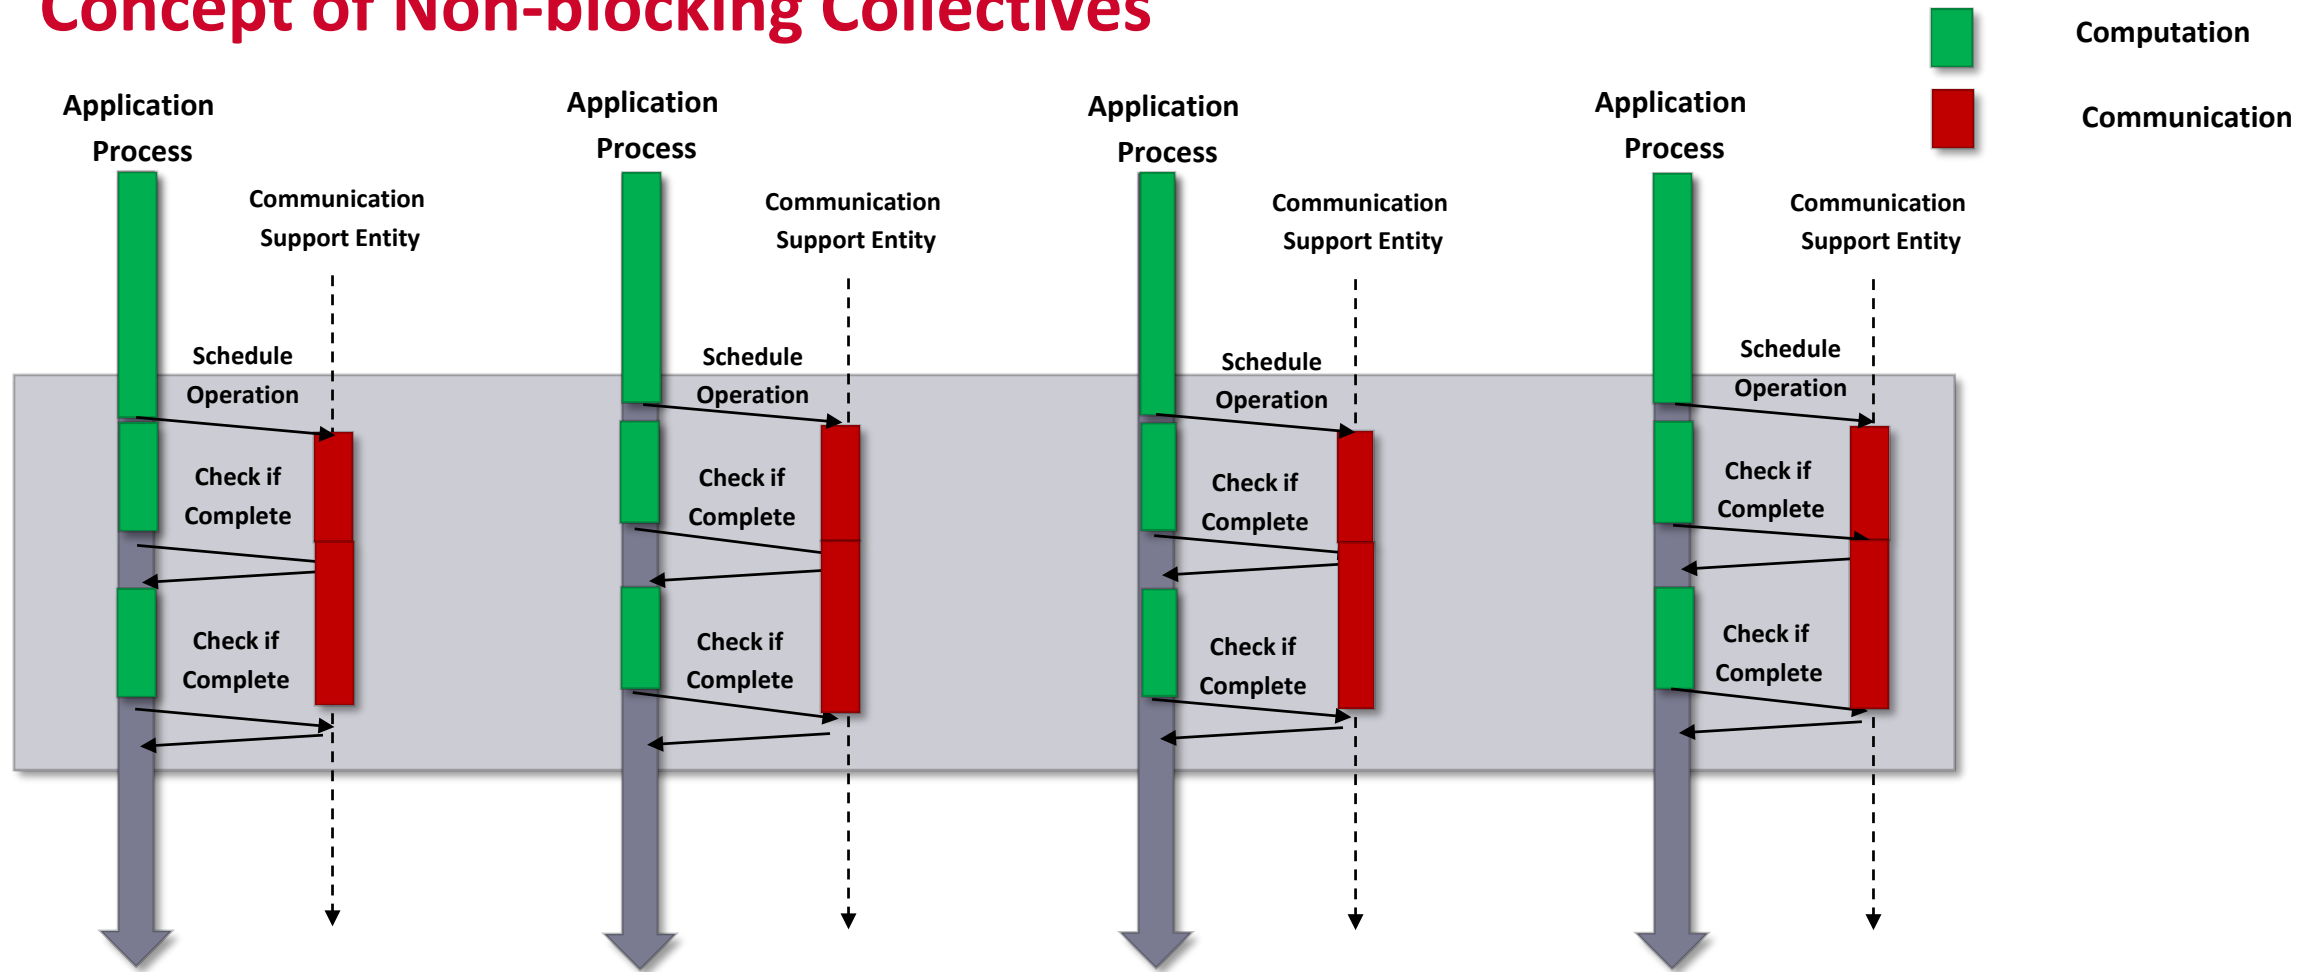 Concept of Non-blocking Collectives
Computation
Communication
Application
Process
Communication
Support Entity
Schedule
Operation
Check if
Complete
Check if
Complete
Application
Process
Communication
Support Entity
Schedule
Operation
Check if
Complete
Check if
Complete
Application
Process
Communication
Support Entity
Schedule
Operation
Check if
Complete
Check if
Complete
Application
Process
Communication
Support Entity
Schedule
Operation
Check if
Complete
Check if
Complete